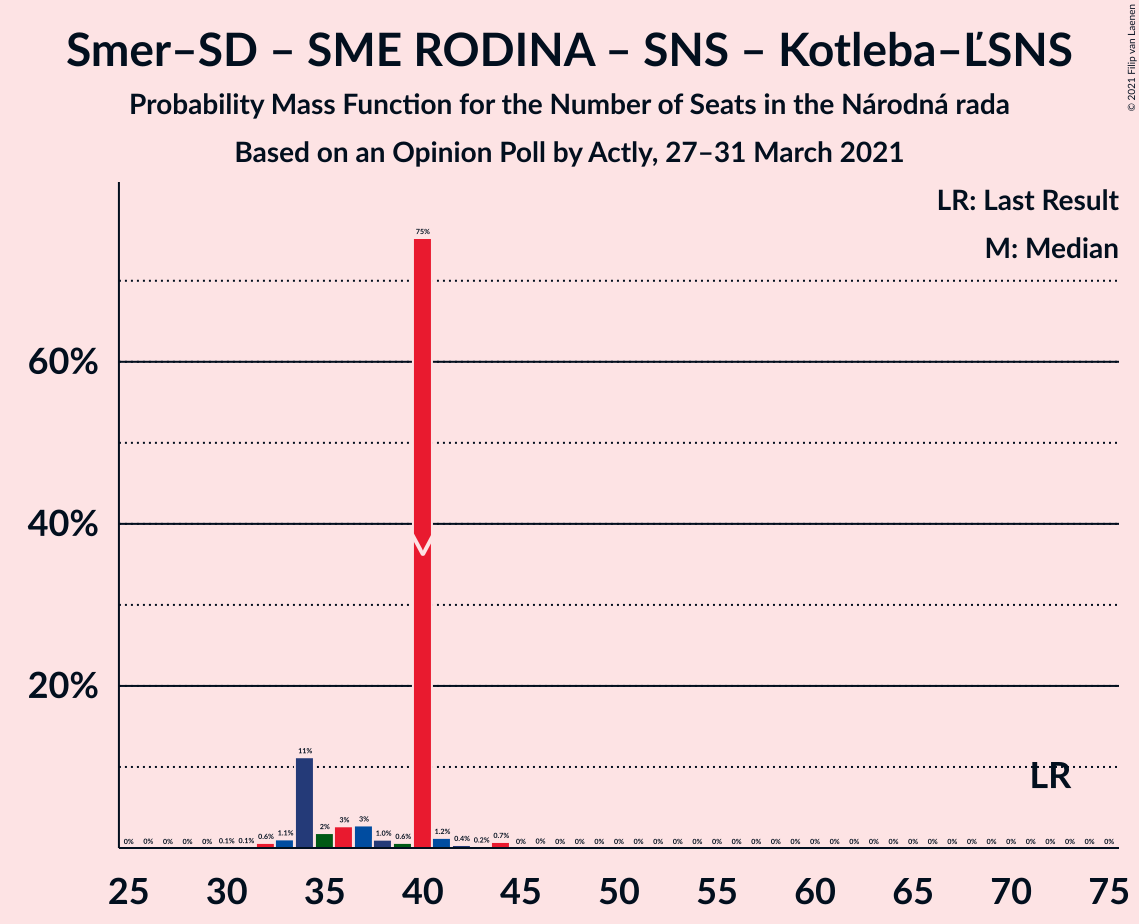 Smer–SD – SME RODINA – SNS – Kotleba–ĽSNS
Probability Mass Function for the Number of Seats in the Národná rada
Based on an Opinion Poll by Actly, 27–31 March 2021
© 2021 Filip van Laenen
LR: Last Result
M: Median
60%
40%
20%
0% 0% 0% 0% 0% 0.1% 0.1% 0.6% 1.1% 11% 2% 3% 3% 1.0% 0.6% 75% 1.2% 0.4% 0.2% 0.7% 0% 0% 0% 0% 0% 0% 0% 0% 0% 0% 0% 0% 0% 0% 0% 0% 0% 0% 0% 0% 0% 0% 0% 0% 0% 0% 0% 0% 0% 0% 0%
M
LR
25 30 35 40 45 50 55 60 65 70 75